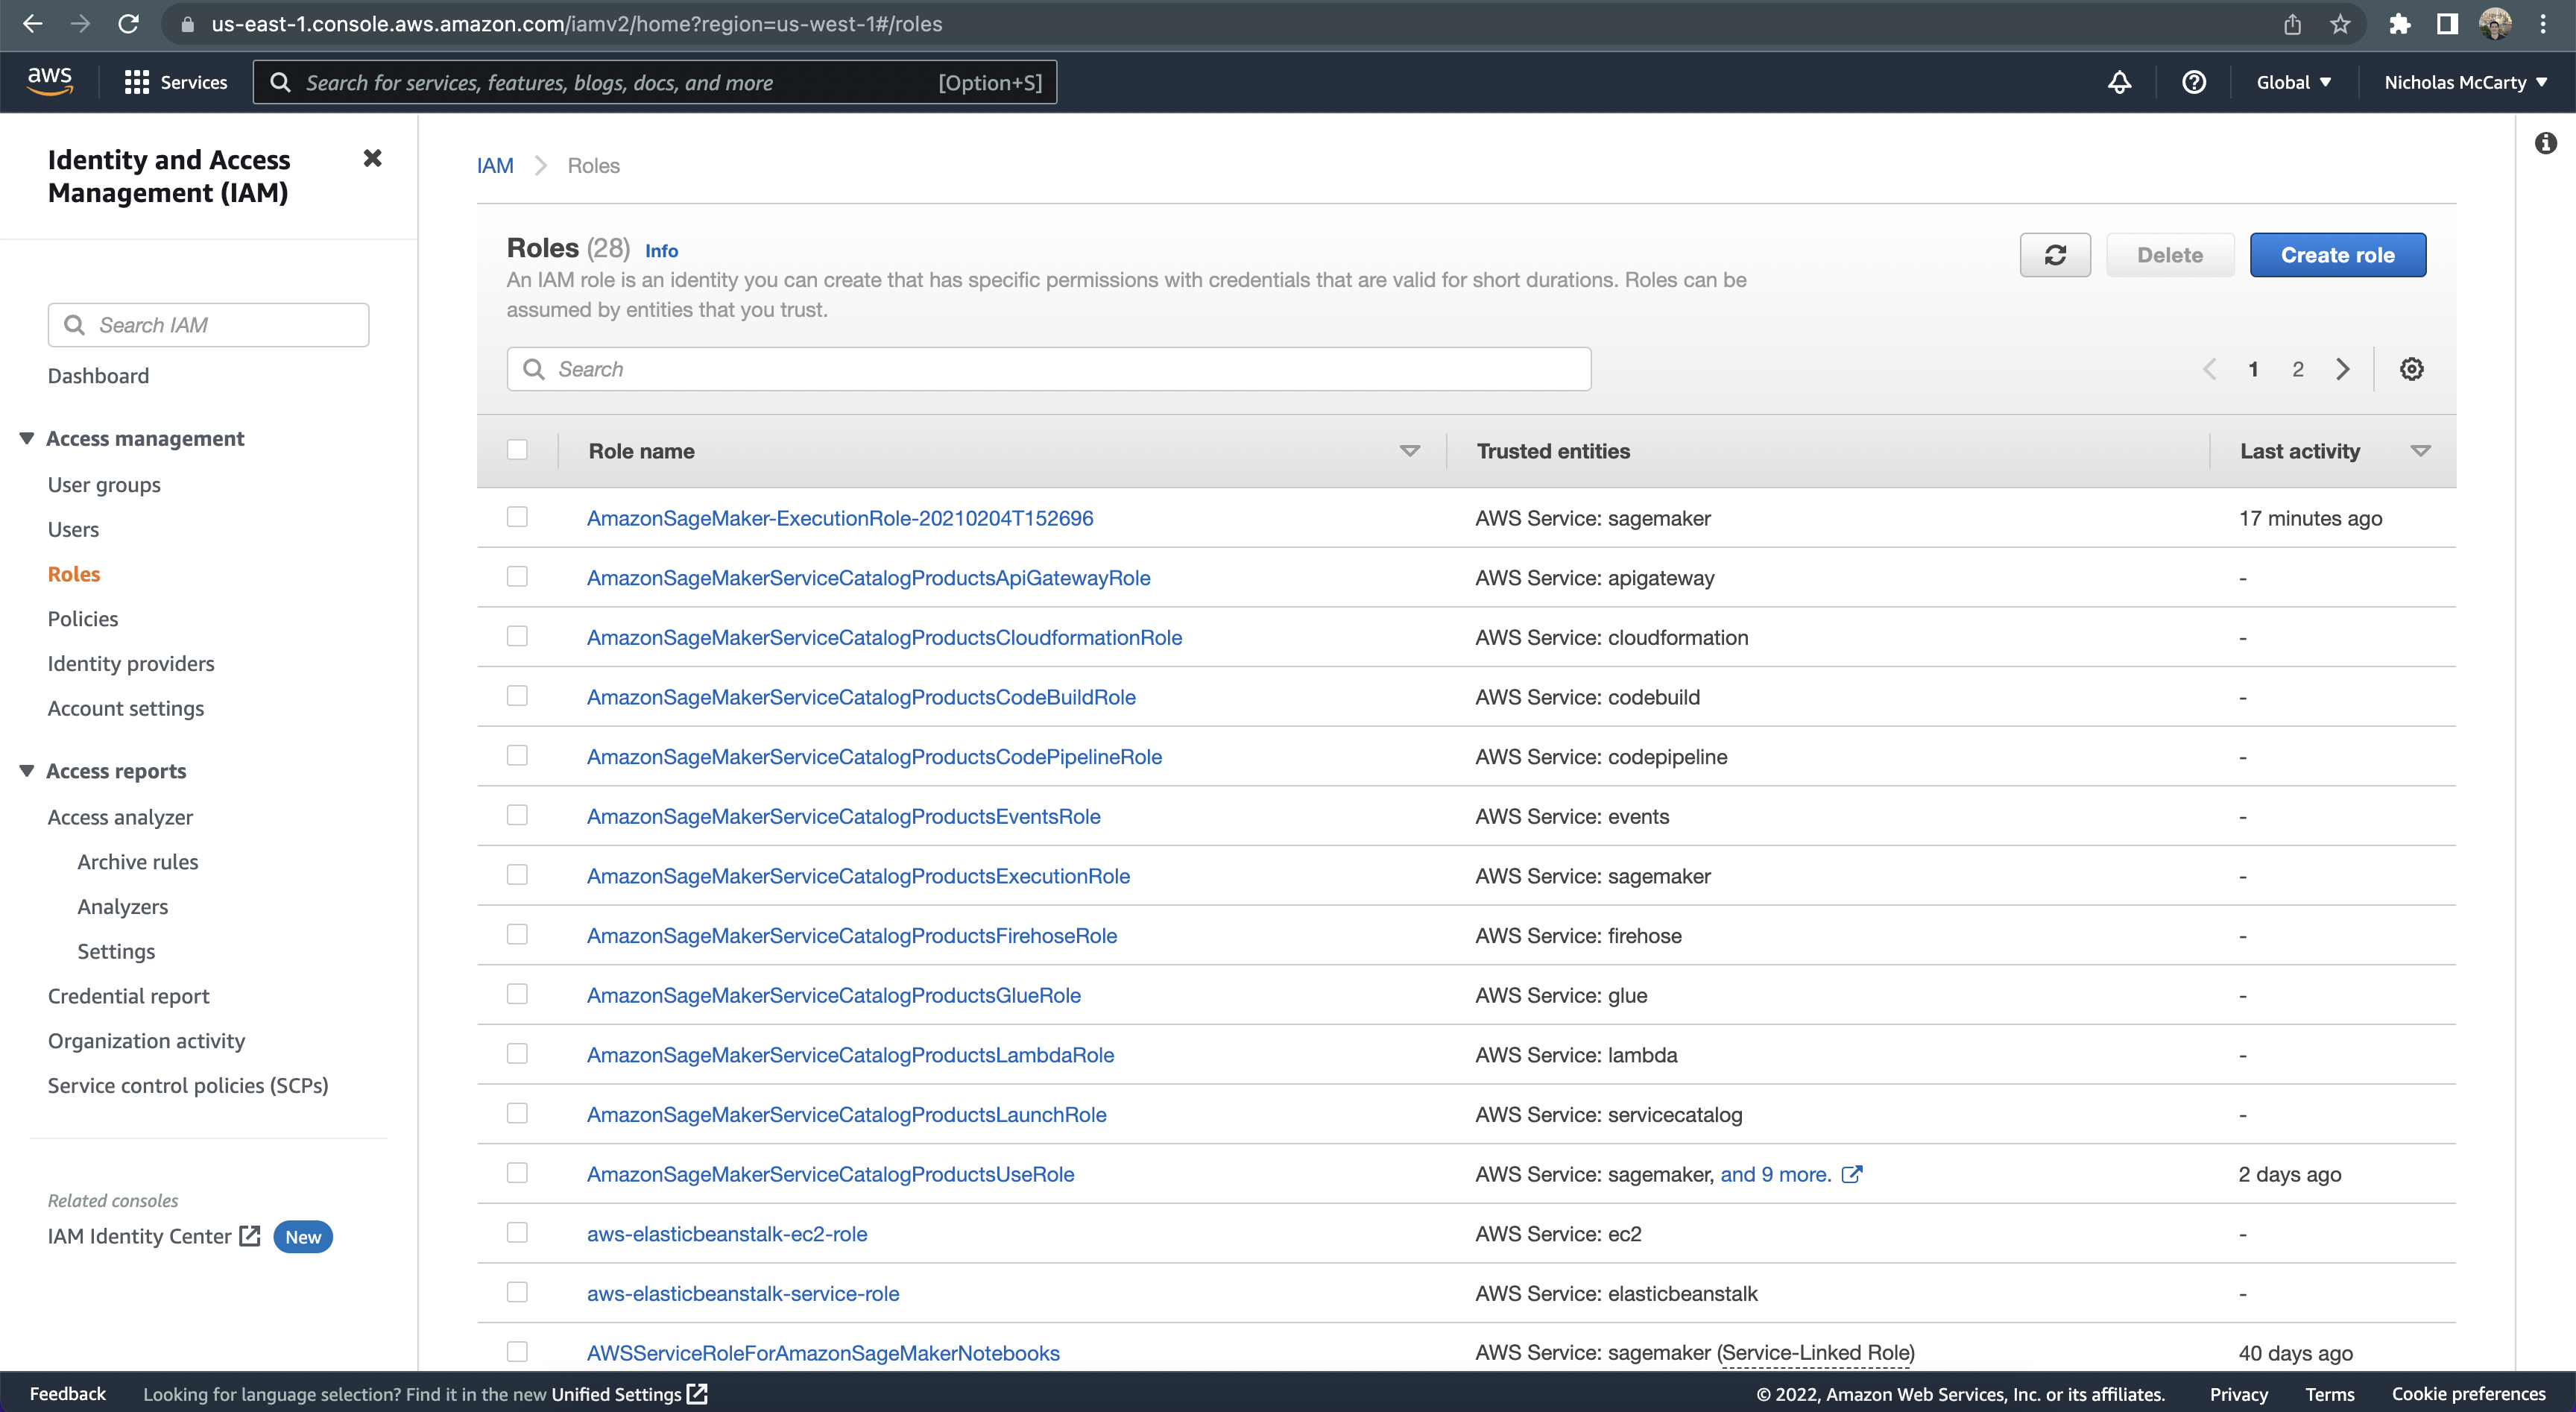 us-east-1.console.aws.amazon.com/iamv2/home?region=us-west-1#/roles
aws
Services
Search for services, features, blogs, docs, and more
[Option+S]
Global
Nicholas McCarty
Identity and Access
Management (IAM)
Search IAM
Dashboard
Access management
User groups
Users
Roles
Policies
Identity providers
Account settings
Access reports
Access analyzer
Archive rules
Analyzers
Settings
Credential report
Organization activity
Service control policies (SCPs)
Related consoles
IAM Identity Center New
IAM > Roles
Roles (28) Info
An IAM role is an identity you can create that has specific permissions with credentials that are valid for short durations. Roles can be
assumed by entities that you trust.
Delete
Create role
Search
1 2
Role name Trusted entities Last activity
AmazonSageMaker-ExecutionRole-20210204T152696 AWS Service: sagemaker 17 minutes ago
AmazonSageMakerServiceCatalogProductsApiGatewayRole AWS Service: apigateway -
AmazonSageMakerServiceCatalogProductsCloudformationRole AWS Service: cloudformation -
AmazonSageMakerServiceCatalogProductsCodeBuildRole AWS Service: codebuild -
AmazonSageMakerServiceCatalogProductsCodePipelineRole AWS Service: codepipeline -
AmazonSageMakerServiceCatalogProductsEventsRole AWS Service: events -
AmazonSageMakerServiceCatalogProductsExecutionRole AWS Service: sagemaker -
AmazonSageMakerServiceCatalogProductsFirehoseRole AWS Service: firehose -
AmazonSageMakerServiceCatalogProductsGlueRole AWS Service: glue -
AmazonSageMakerServiceCatalogProductsLambdaRole AWS Service: lambda -
AmazonSageMakerServiceCatalogProductsLaunchRole AWS Service: servicecatalog -
AmazonSageMakerServiceCatalogProductsUseRole AWS Service: sagemaker, and 9 more. 2 days ago
aws-elasticbeanstalk-ec2-role AWS Service: ec2 -
aws-elasticbeanstalk-service-role AWS Service: elasticbeanstalk -
AWSServiceRoleForAmazonSageMakerNotebooks AWS Service: sagemaker (Service-Linked Role) 40 days ago
Feedback
Looking for language selection? Find it in the new Unified Settings
© 2022, Amazon Web Services, Inc. or its affiliates.
Privacy
Terms
Cookie preferences